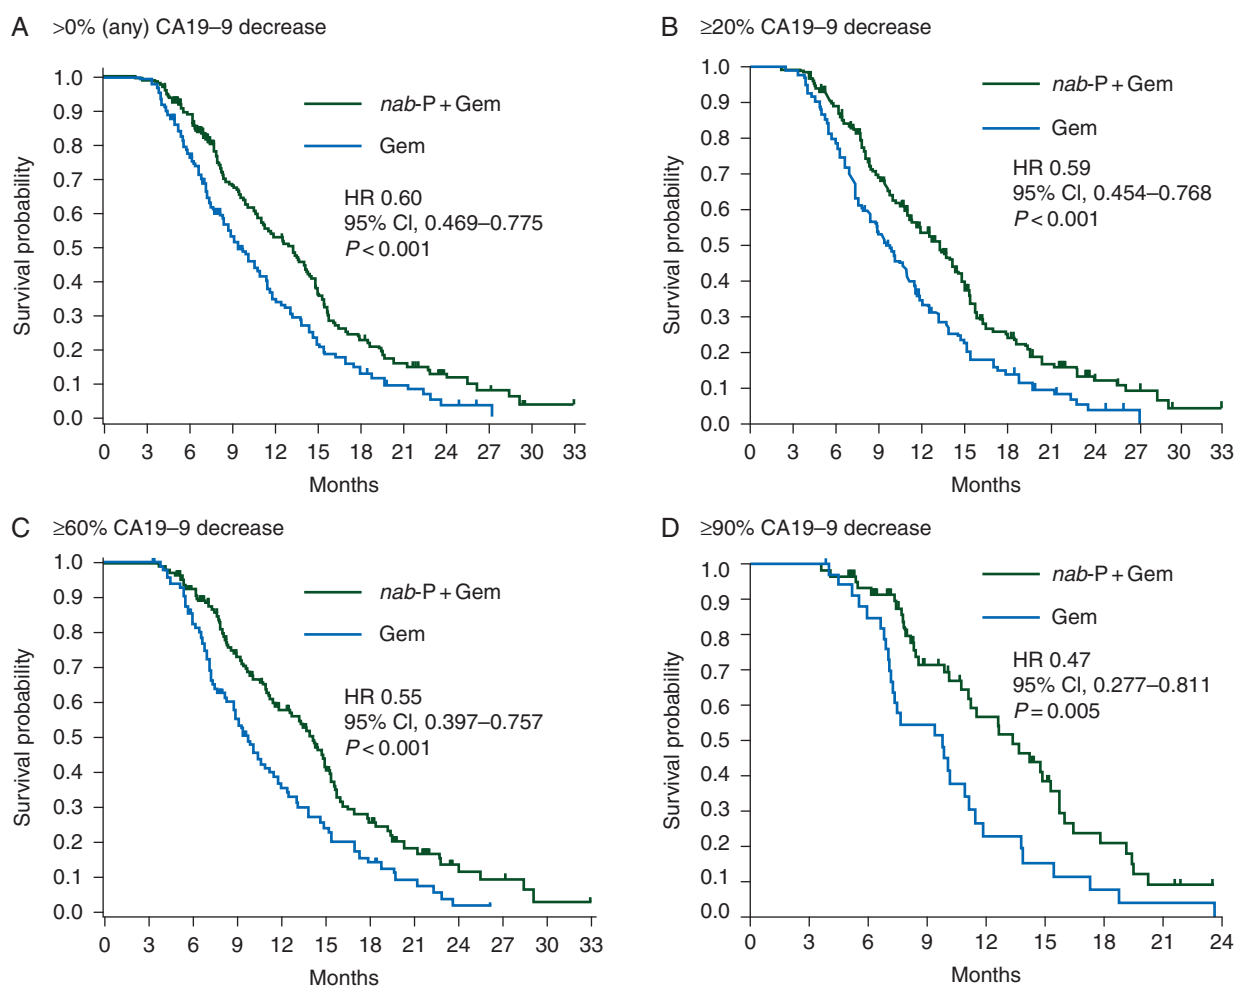 A >0% (any) CA19–9 decrease
1.0
0.9
0.8
0.7
0.6
0.5
0.4
0.3
0.2
0.1
0.0
Survival probability
nab-P + Gem
Gem
HR 0.60
95% CI, 0.469–0.775
P < 0.001
0 3 6 9 12 15 18 21 24 27 30 33
Months
B ≥20% CA19–9 decrease
1.0
0.9
0.8
0.7
0.6
0.5
0.4
0.3
0.2
0.1
0.0
Survival probability
nab-P + Gem
Gem
HR 0.59
95% CI, 0.454–0.768
P < 0.001
0 3 6 9 12 15 18 21 24 27 30 33
Months
C ≥60% CA19–9 decrease
1.0
0.9
0.8
0.7
0.6
0.5
0.4
0.3
0.2
0.1
0.0
Survival probability
nab-P + Gem
Gem
HR 0.55
95% CI, 0.397–0.757
P < 0.001
0 3 6 9 12 15 18 21 24 27 30 33
Months
D ≥90% CA19–9 decrease
1.0
0.9
0.8
0.7
0.6
0.5
0.4
0.3
0.2
0.1
0.0
Survival probability
nab-P + Gem
Gem
HR 0.47
95% CI, 0.277–0.811
P = 0.005
0 3 6 9 12 15 18 21 24
Months